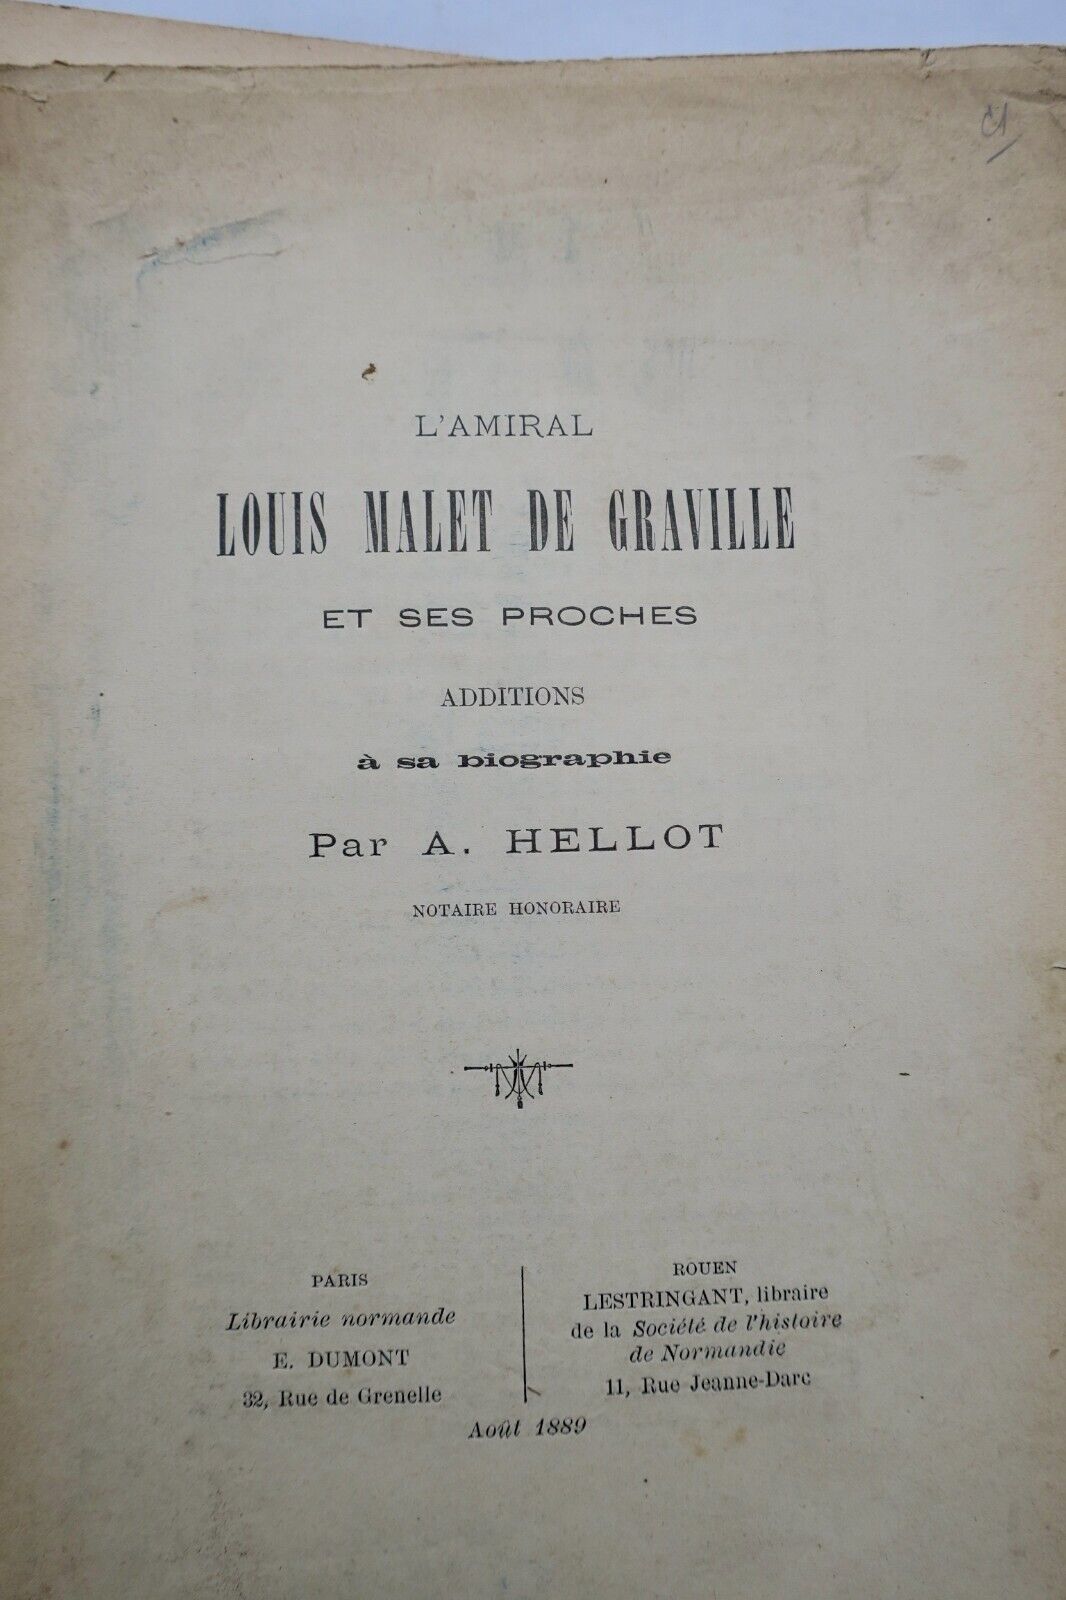 L'AMIRAL
LOUIS MALET DE GRAVILLE
ET SES PROCHES
ADDITIONS
à sa biographie
Par A. HELLOT
NOTAIRE HONORAIRE
PARIS
Librairie normande
E. DUMONT
32, Rue de Grenelle
ROUEN
LESTRINGANT, libraire
de la Société de l'histoire
de Normandie
11, Rue Jeanne-Darc
Août 1889